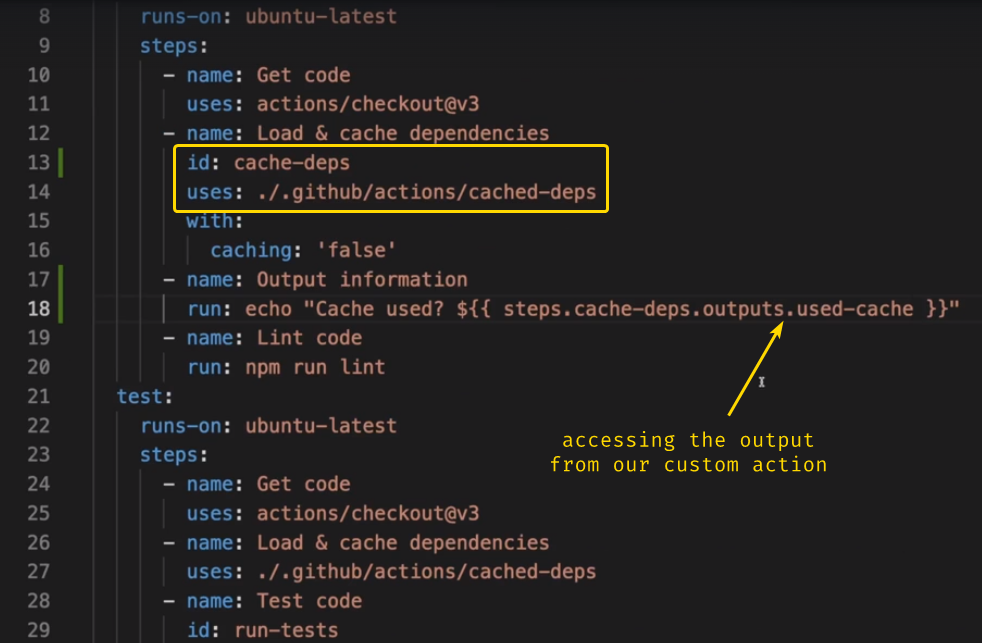 8 runs-on: ubuntu-latest
9 steps:
10 - name: Get code
11 uses: actions/checkout@v3
12 - name: Load & cache dependencies
13 id: cache-deps
14 uses: ./.github/actions/cached-deps
15 with:
16 caching: 'false'
17 - name: Output information
18 run: echo "Cache used? ${{ steps.cache-deps.outputs.used-cache }}"
19 - name: Lint code
20 run: npm run lint
21 test:
22 runs-on: ubuntu-latest
23 steps:
24 - name: Get code
25 uses: actions/checkout@v3
26 - name: Load & cache dependencies
27 uses: ./.github/actions/cached-deps
28 - name: Test code
29 id: run-tests
accessing the output
from our custom action